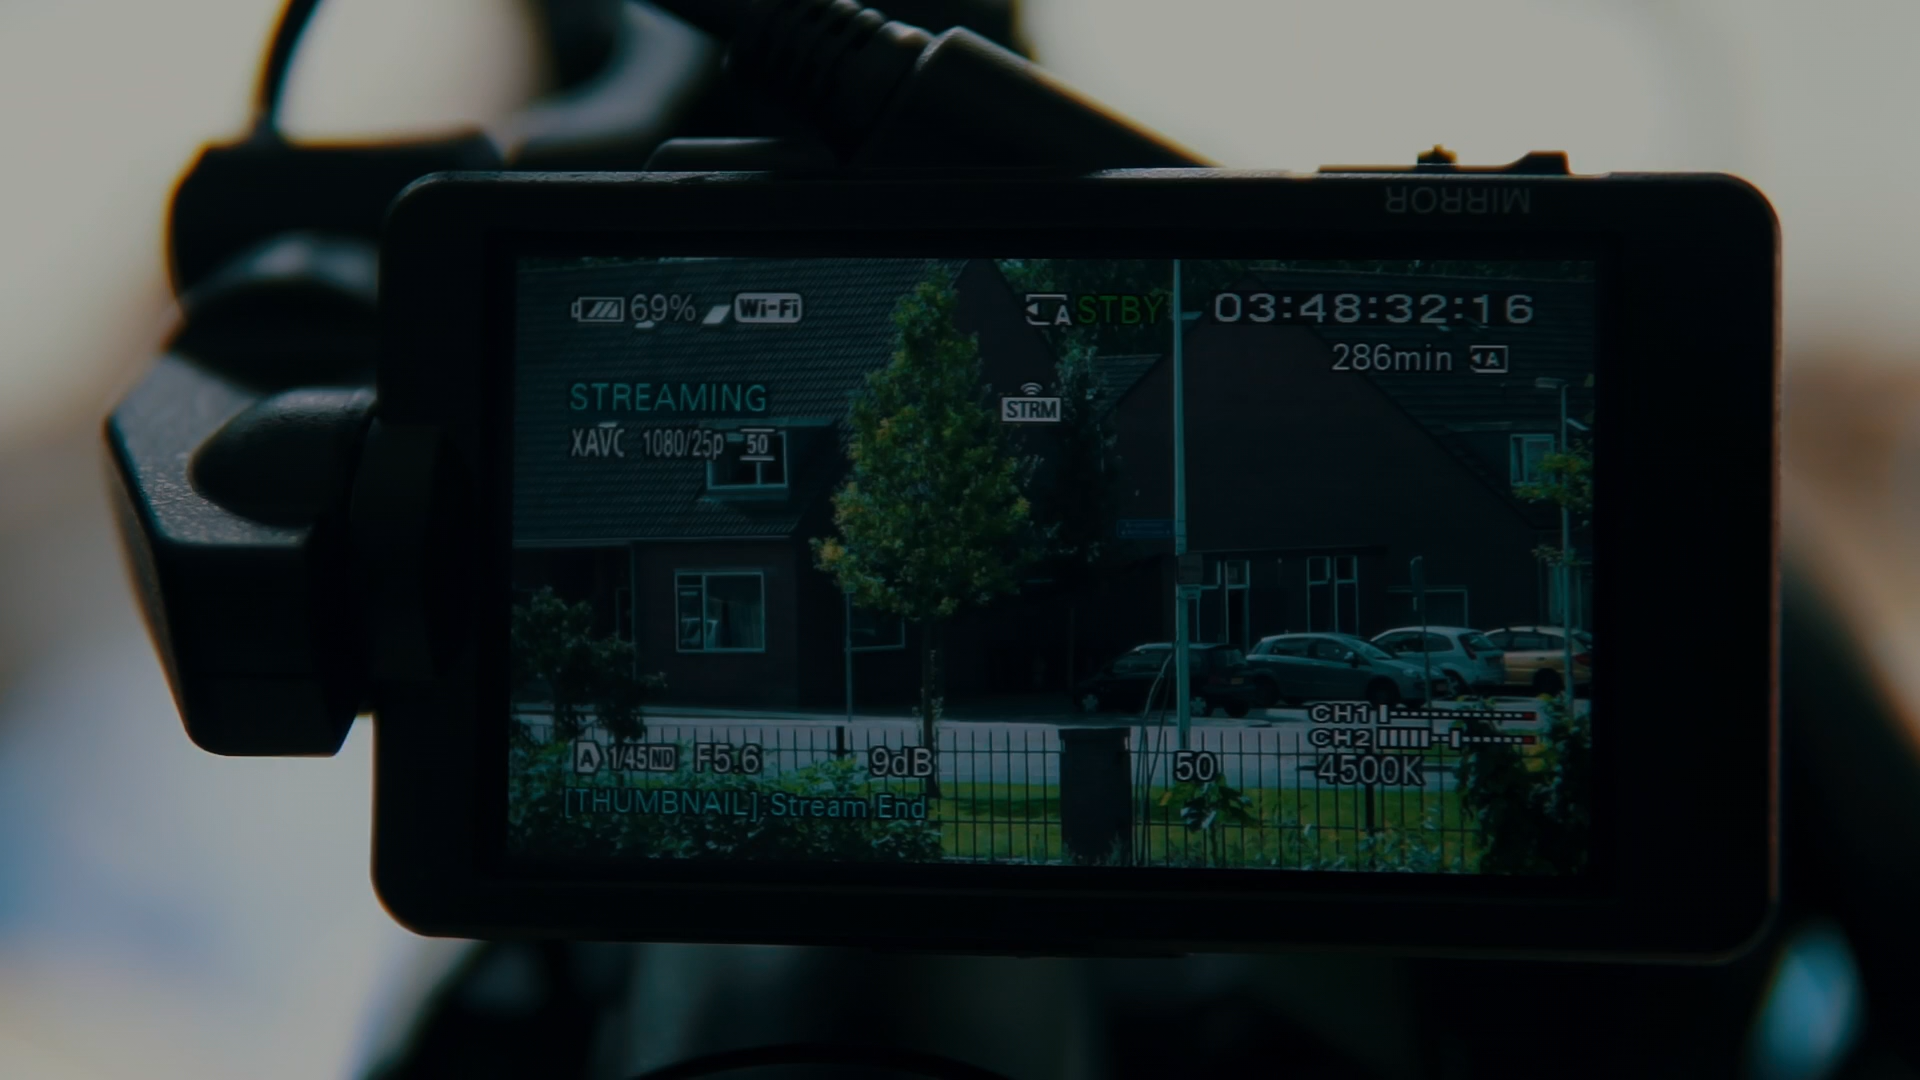 MIRROR
69% Wi-Fi A STBY 03:48:32:16
286min A
STREAMING
STRM
XAVC 1080/25p 50
CH1
CH2
A 1/45 ND F5.6 9dB 50 4500K
[THUMBNAIL]:Stream End